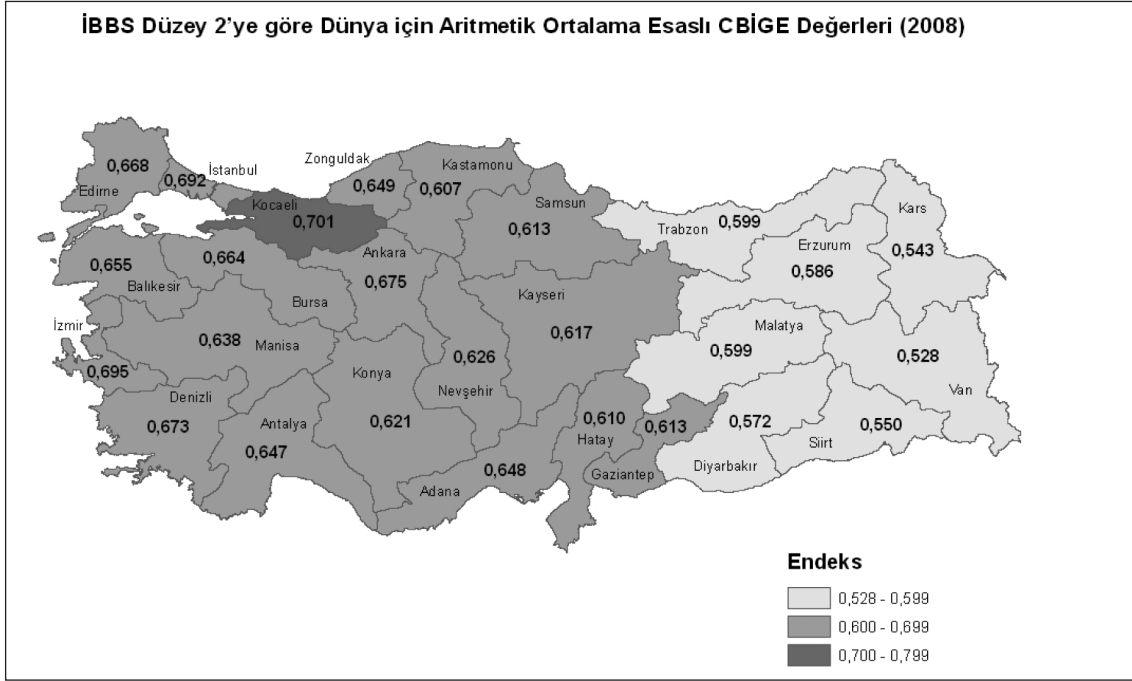 İBBS Düzey 2'ye göre Dünya için Aritmetik Ortalama Esaslı CBİGE Değerleri (2008)
0,668
Edirne
0,692
İstanbul
Kocaeli
0,701
Zonguldak
0,649
Kastamonu
0,607
Samsun
0,613
Trabzon
0,599
Erzurum
0,586
Kars
0,543
0,655
Balıkesir
0,664
Bursa
Ankara
0,675
Kayseri
0,617
Malatya
0,599
0,528
Van
İzmir
0,695
0,638
Manisa
Konya
0,621
0,626
Nevşehir
Denizli
0,673
Antalya
0,647
Adana
0,648
0,610
Hatay
0,613
Gaziantep
0,572
Diyarbakır
0,550
Siirt
Endeks
0,528 - 0,599
0,600 - 0,699
0,700 - 0,799